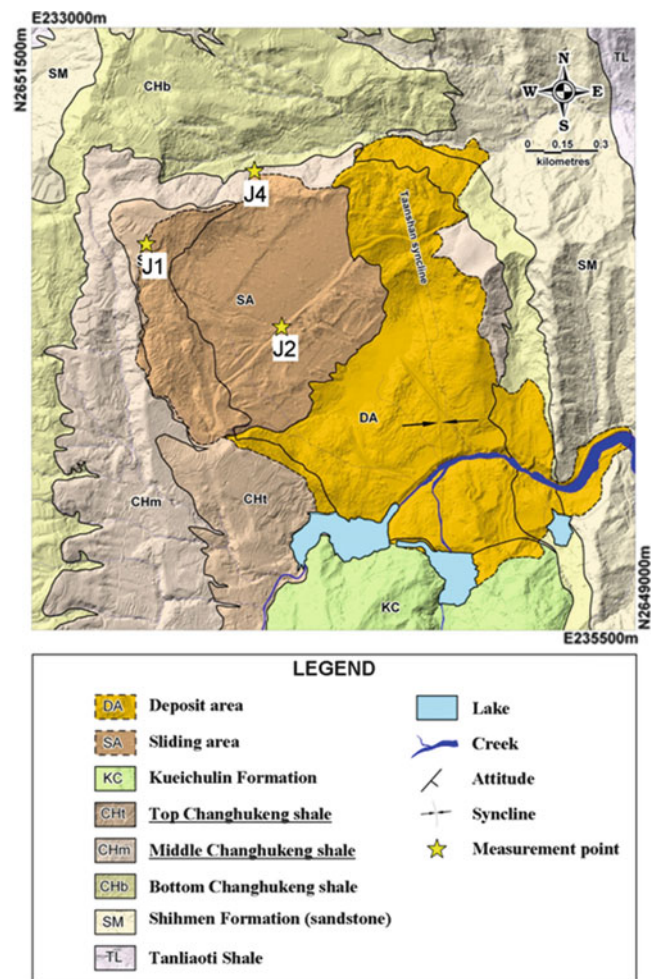 E233000m
N2651500m
SM
CHb
TL
N
W E
S
0 0.15 0.3
kilometres
J4
Taanshan syncline
J1
SA
SM
J2
DA
CHm
CHt
KC
N2649000m
E235500m
LEGEND
DA Deposit area
SA Sliding area
KC Kueichulin Formation
CHt Top Changhukeng shale
CHm Middle Changhukeng shale
CHb Bottom Changhukeng shale
SM Shihmen Formation (sandstone)
TL Tanliaoti Shale
Lake
Creek
Attitude
Syncline
Measurement point